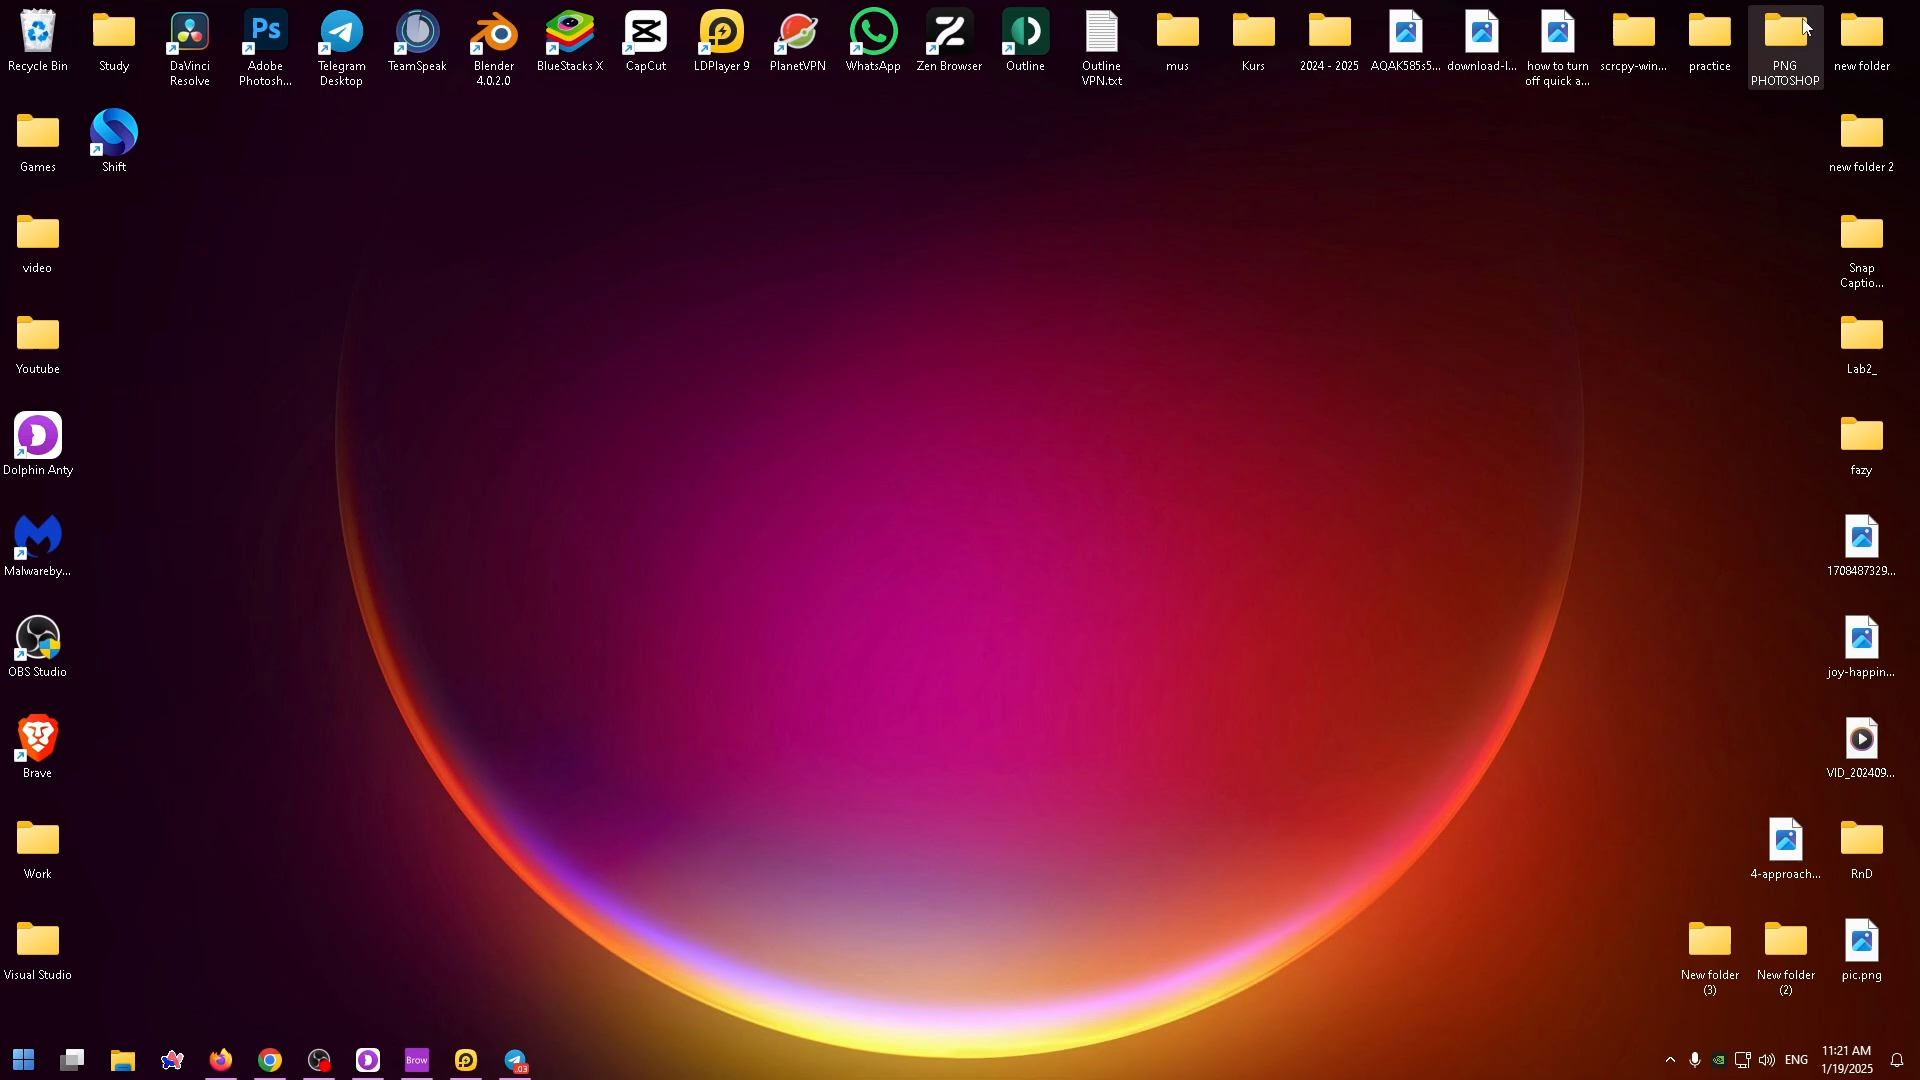 Recycle Bin
Study
DaVinci
Resolve
Ps
Adobe
Photosh...
Telegram
Desktop
TeamSpeak
Blender
4.0.2.0
BlueStacks X
CapCut
LDPlayer 9
PlanetVPN
WhatsApp
Zen Browser
Outline
Outline
VPN.txt
mus
Kurs
2024 - 2025
AQAK585s5...
download-l...
how to turn
off quick a...
scrcpy-win...
practice
PNG
PHOTOSHOP
new folder
Games
Shift
new folder 2
video
Snap
Captio...
Youtube
Lab2_
Dolphin Anty
fazy
Malwareby...
1708487329...
OBS Studio
joy-happin...
Brave
VID_202409...
Work
4-approach...
RnD
Visual Studio
New folder
(3)
New folder
(2)
pic.png
Brow
.03
ENG
11:21 AM
1/19/2025